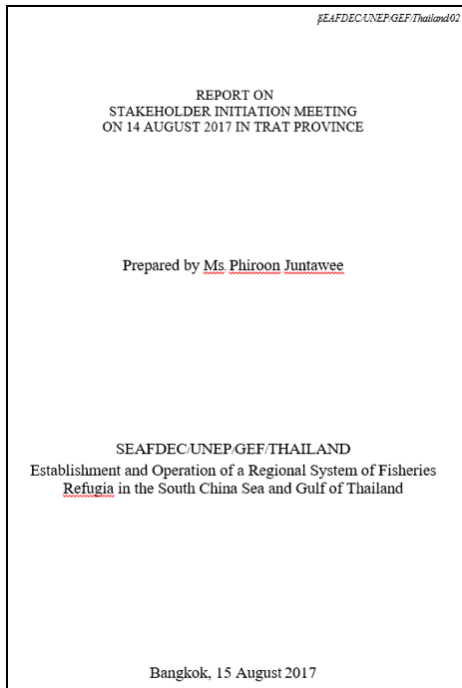 SEAFDEC/UNEP/GEF/Thailand/02
REPORT ON
STAKEHOLDER INITIATION MEETING
ON 14 AUGUST 2017 IN TRAT PROVINCE
Prepared by Ms. Phiroon Juntawee
SEAFDEC/UNEP/GEF/THAILAND
Establishment and Operation of a Regional System of Fisheries
Refugia in the South China Sea and Gulf of Thailand
Bangkok, 15 August 2017